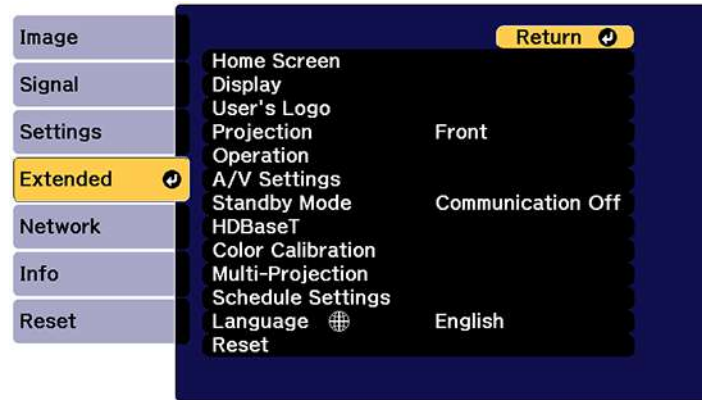 Image
Signal
Settings
Extended
Network
Info
Reset
Return
Home Screen
Display
User's Logo
Projection Front
Operation
A/V Settings
Standby Mode Communication Off
HDBaseT
Color Calibration
Multi-Projection
Schedule Settings
Language English
Reset